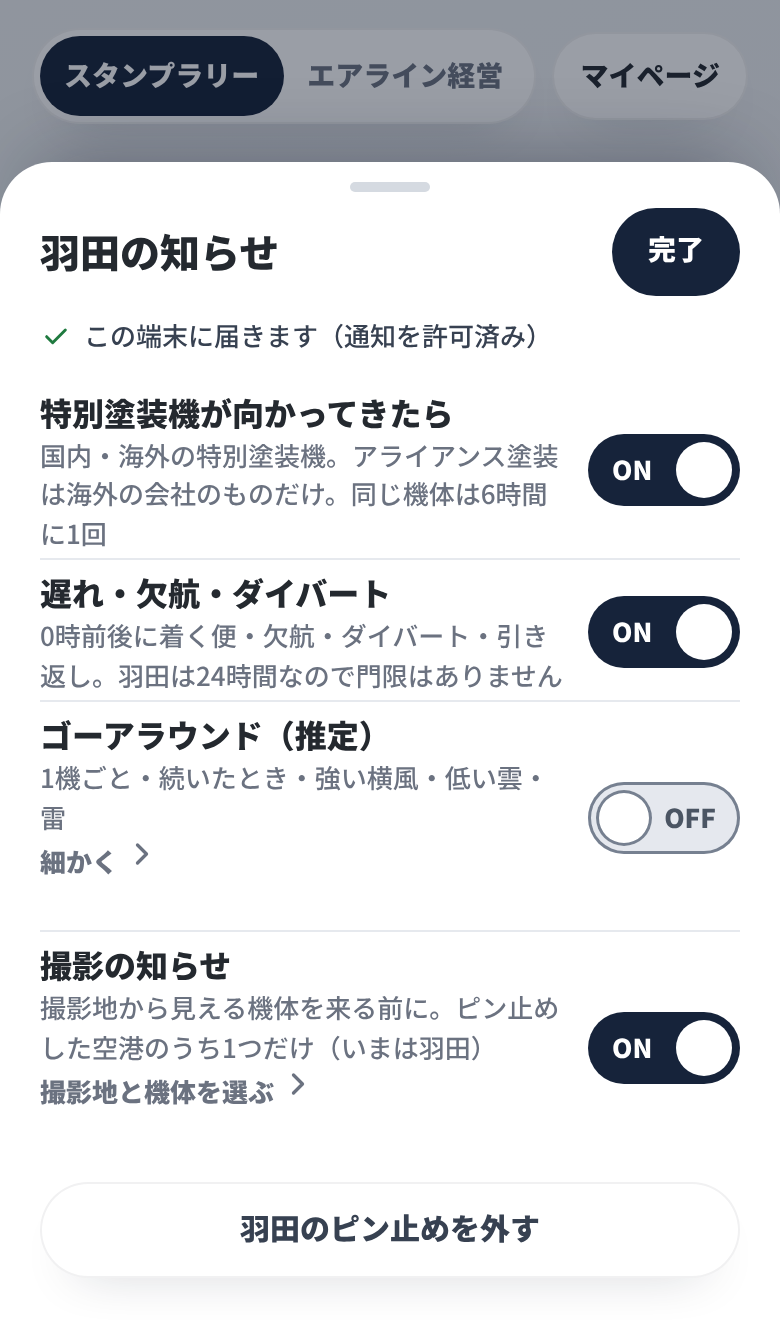 スタンプラリー
エアライン経営
マイページ
羽田の知らせ
完了
この端末に届きます（通知を許可済み）
特別塗装機が向かってきたら
国内・海外の特別塗装機。アライアンス塗装
は海外の会社のものだけ。同じ機体は6時間
に1回
ON
遅れ・欠航・ダイバート
0時前後に着く便・欠航・ダイバート・引き
返し。羽田は24時間なので門限はありません
ON
ゴーアラウンド（推定）
1機ごと・続いたとき・強い横風・低い雲・
雷
細かく
OFF
撮影の知らせ
撮影地から見える機体を来る前に。ピン止め
した空港のうち1つだけ（いまは羽田）
撮影地と機体を選ぶ
ON
羽田のピン止めを外す